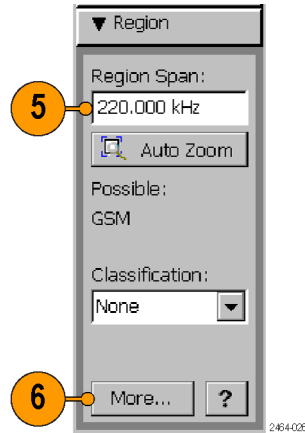 ▼ Region
Region Span:
5
220.000 kHz
Auto Zoom
Possible:
GSM
Classification:
None
6
More...
?